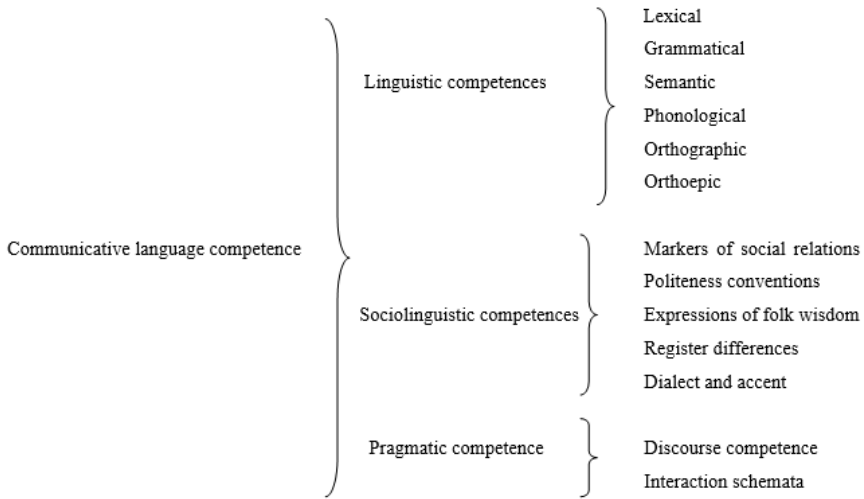 Lexical
Grammatical
Linguistic competences
Semantic
Phonological
Orthographic
Orthoepic
Communicative language competence
Markers of social relations
Politeness conventions
Sociolinguistic competences
Expressions of folk wisdom
Register differences
Dialect and accent
Pragmatic competence
Discourse competence
Interaction schemata